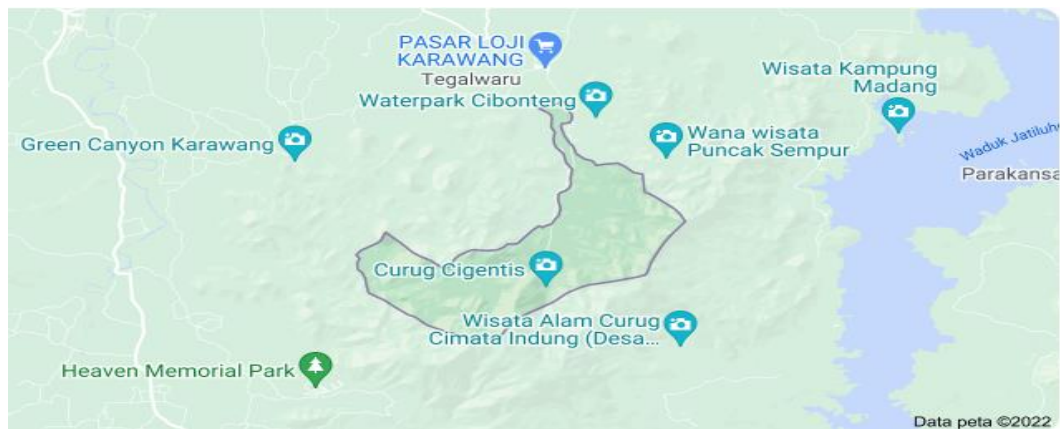 PASAR LOJI
KARAWANG
Tegalwaru
Waterpark Cibonteng
Wisata Kampung
Madang
Green Canyon Karawang
Wana wisata
Puncak Sempur
Waduk Jatiluh
Parakansa
Curug Cigentis
Wisata Alam Curug
Cimata Indung (Desa...
Heaven Memorial Park
Data peta ©2022